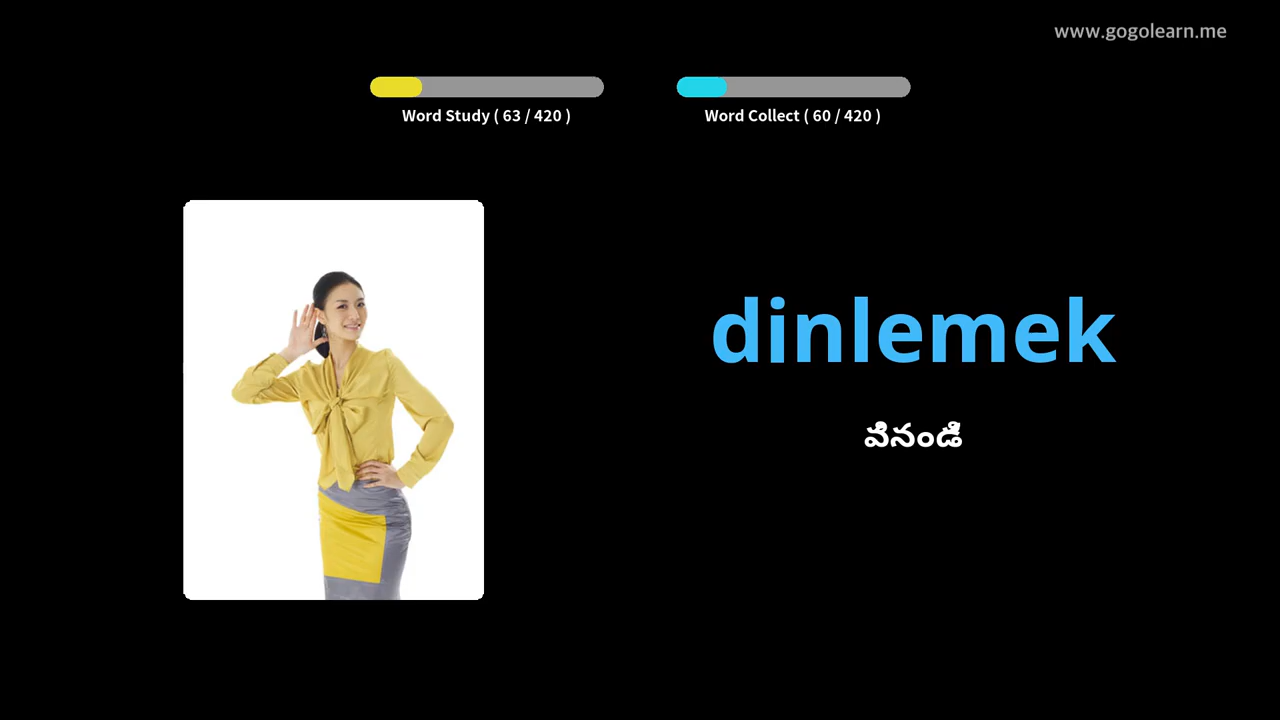 www.gogolearn.me
Word Study ( 63 / 420 )
Word Collect ( 60 / 420 )
dinlemek
వినండి